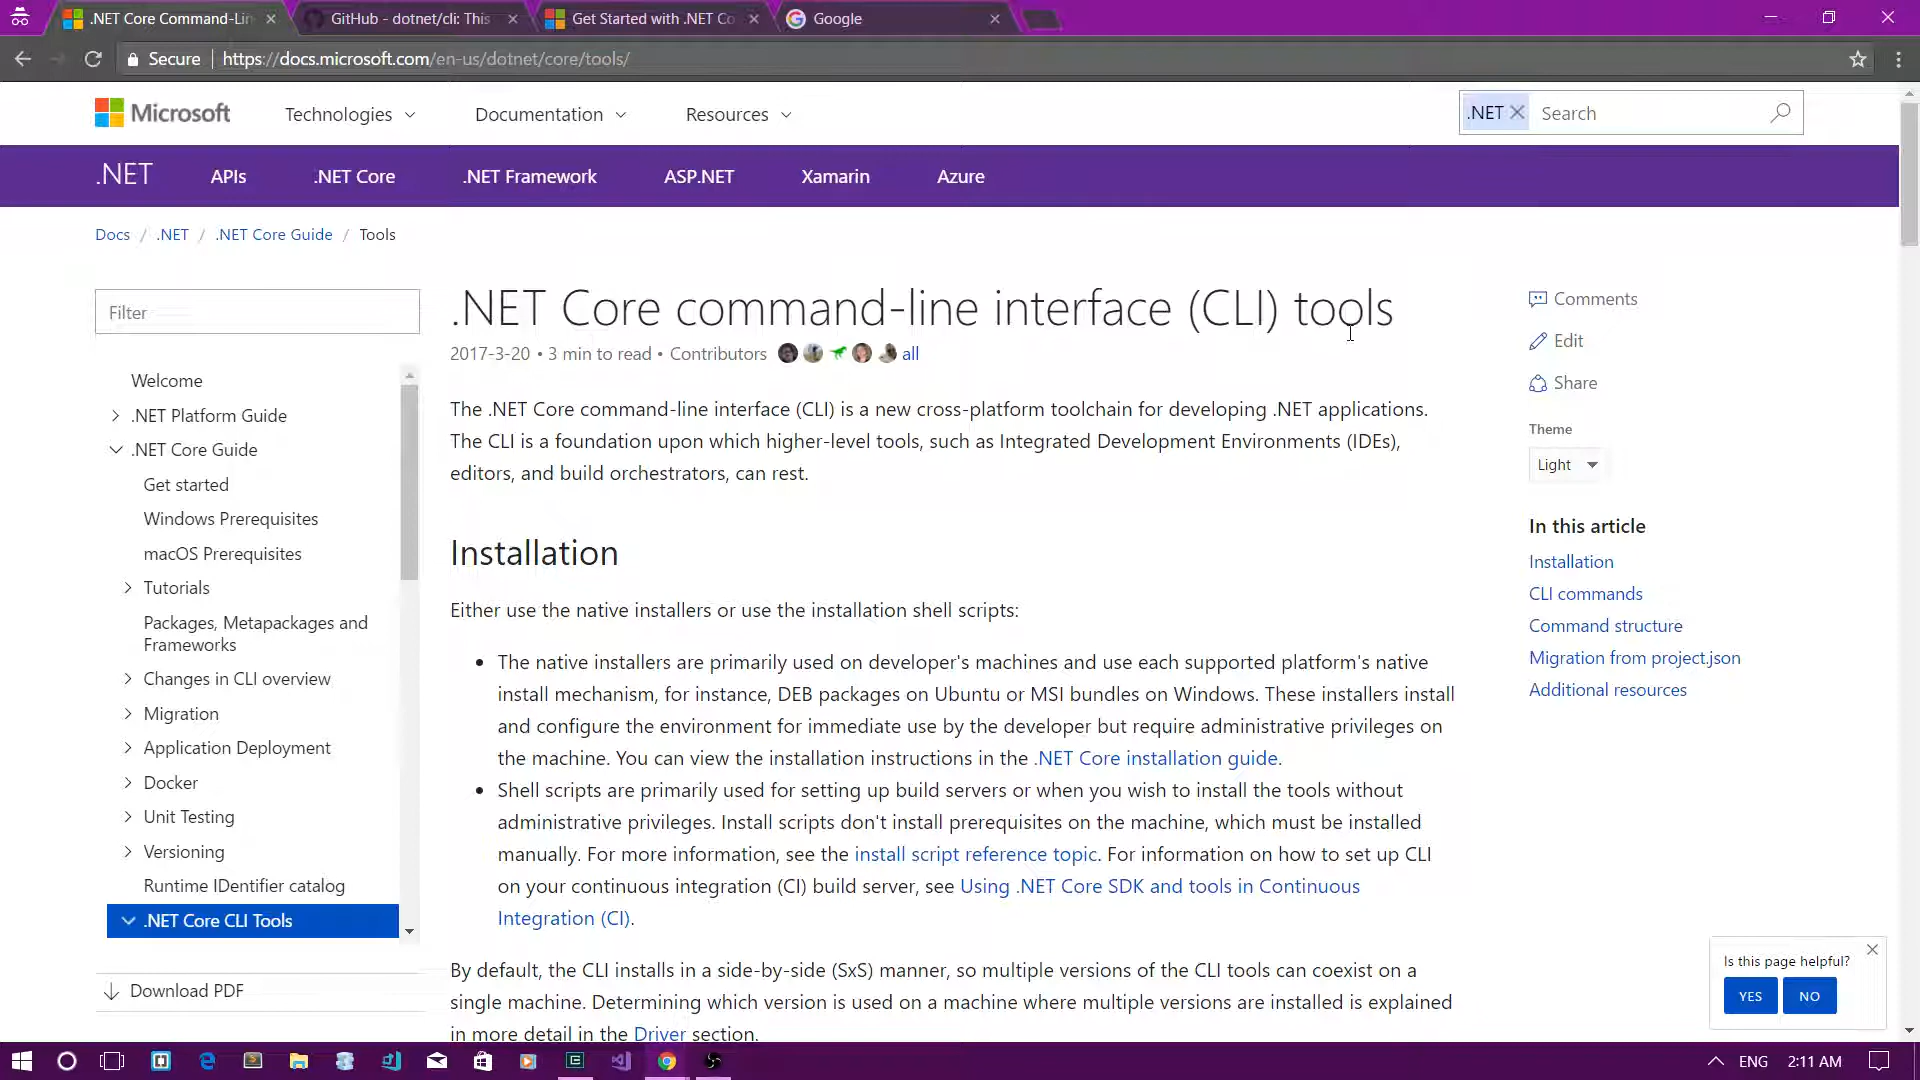 .NET Core Command-Lin
GitHub - dotnet/cli: This
Get Started with .NET Co
Google
Secure
https://docs.microsoft.com/en-us/dotnet/core/tools/
Microsoft
Technologies
Documentation
Resources
.NET
Search
.NET
APIs
.NET Core
.NET Framework
ASP.NET
Xamarin
Azure
Docs / .NET / .NET Core Guide / Tools
Filter
Welcome
.NET Platform Guide
.NET Core Guide
Get started
Windows Prerequisites
macOS Prerequisites
Tutorials
Packages, Metapackages and
Frameworks
Changes in CLI overview
Migration
Application Deployment
Docker
Unit Testing
Versioning
Runtime IDentifier catalog
.NET Core CLI Tools
Download PDF
.NET Core command-line interface (CLI) tools
2017-3-20 • 3 min to read • Contributors all
The .NET Core command-line interface (CLI) is a new cross-platform toolchain for developing .NET applications.
The CLI is a foundation upon which higher-level tools, such as Integrated Development Environments (IDEs),
editors, and build orchestrators, can rest.
Installation
Either use the native installers or use the installation shell scripts:
• The native installers are primarily used on developer's machines and use each supported platform's native
install mechanism, for instance, DEB packages on Ubuntu or MSI bundles on Windows. These installers install
and configure the environment for immediate use by the developer but require administrative privileges on
the machine. You can view the installation instructions in the .NET Core installation guide.
• Shell scripts are primarily used for setting up build servers or when you wish to install the tools without
administrative privileges. Install scripts don't install prerequisites on the machine, which must be installed
manually. For more information, see the install script reference topic. For information on how to set up CLI
on your continuous integration (CI) build server, see Using .NET Core SDK and tools in Continuous
Integration (CI).
By default, the CLI installs in a side-by-side (SxS) manner, so multiple versions of the CLI tools can coexist on a
single machine. Determining which version is used on a machine where multiple versions are installed is explained
in more detail in the Driver section.
Comments
Edit
Share
Theme
Light
In this article
Installation
CLI commands
Command structure
Migration from project.json
Additional resources
Is this page helpful?
YES
NO
ENG
2:11 AM